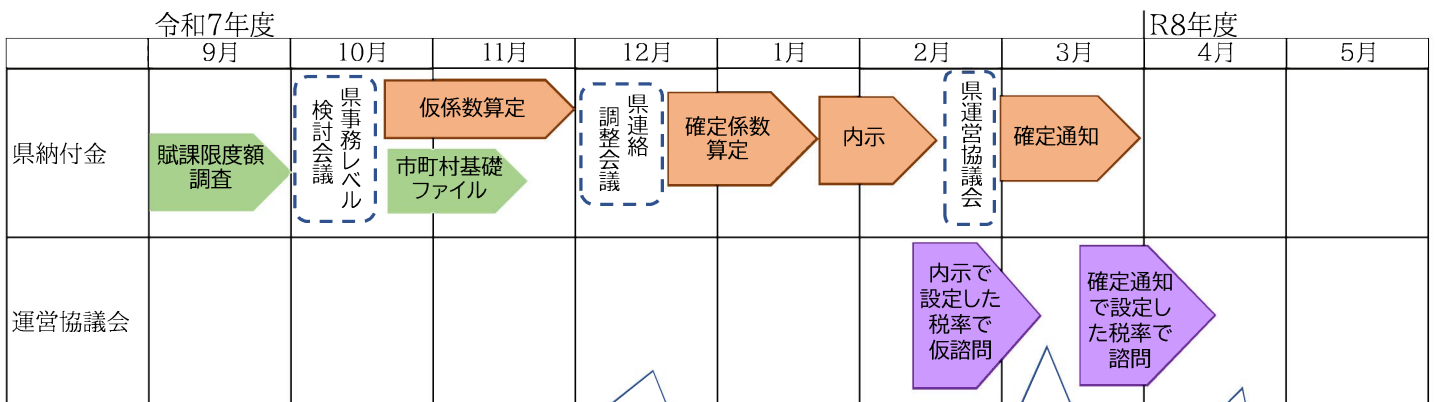 令和7年度
R8年度
9月
10月
11月
12月
1月
2月
3月
4月
5月
県納付金
賦課限度額
調査
県事務レベル
検討会議
仮係数算定
市町村基礎
ファイル
県連絡
調整会議
確定係数
算定
内示
県運営協議会
確定通知
運営協議会
内示で
設定した
税率で
仮諮問
確定通知
で設定し
た税率で
諮問